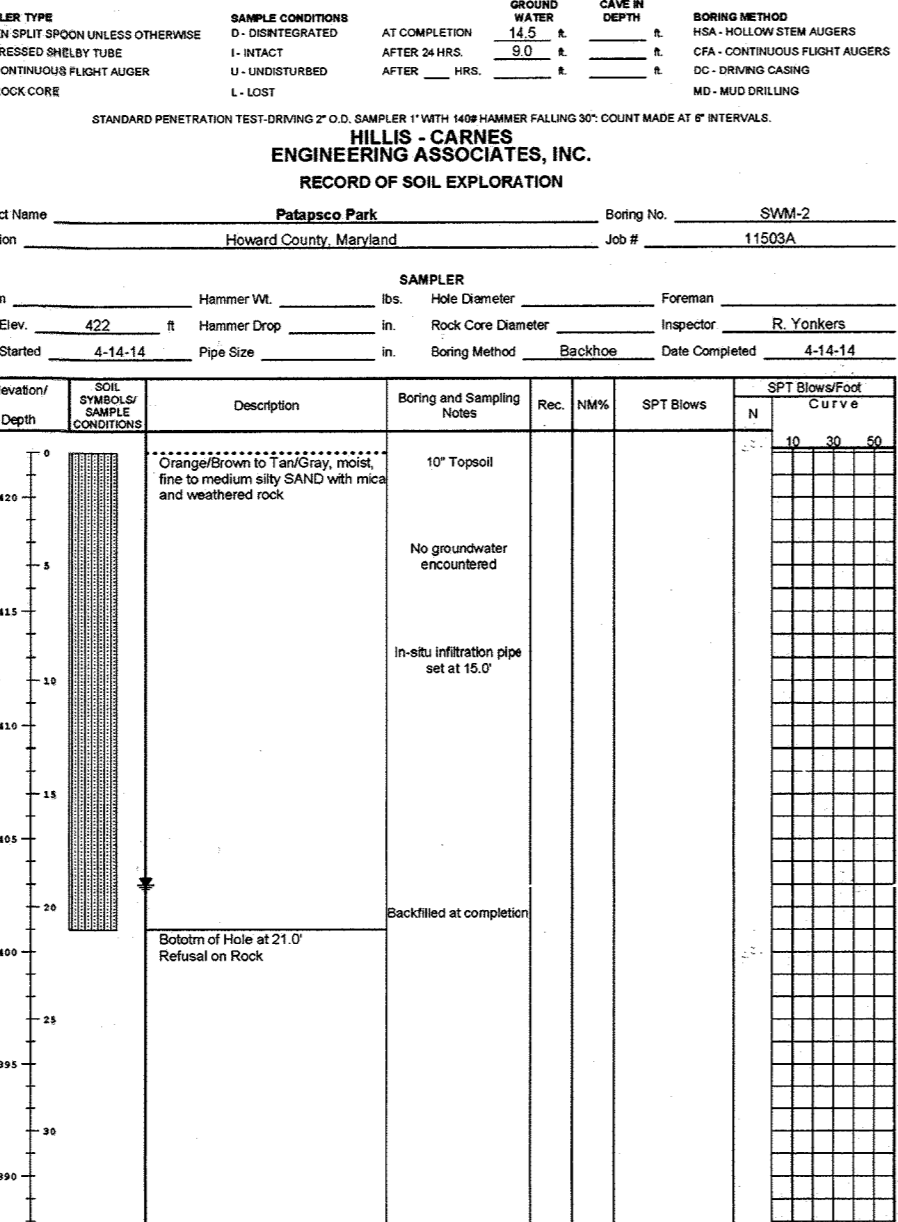 LER TYPE SAMPLE CONDITIONS GROUND WATER CAVE IN DEPTH BORING METHOD
EN SPLIT SPOON UNLESS OTHERWISE D - DISINTEGRATED AT COMPLETION 14.5 ft. ft. HSA - HOLLOW STEM AUGERS
RESSED SHELBY TUBE I - INTACT AFTER 24 HRS. 9.0 ft. ft. CFA - CONTINUOUS FLIGHT AUGERS
ONTINUOUS FLIGHT AUGER U - UNDISTURBED AFTER ___ HRS. ft. ft. DC - DRIVING CASING
OCK CORE L - LOST MD - MUD DRILLING
STANDARD PENETRATION TEST-DRIVING 2" O.D. SAMPLER 1' WITH 140# HAMMER FALLING 30": COUNT MADE AT 6" INTERVALS.
HILLIS - CARNES
ENGINEERING ASSOCIATES, INC.
RECORD OF SOIL EXPLORATION
ct Name Patapsco Park Boring No. SWM-2
ion Howard County, Maryland Job # 11503A
SAMPLER
n Hammer Wt. lbs. Hole Diameter Foreman
Elev. 422 ft Hammer Drop in. Rock Core Diameter Inspector R. Yonkers
Started 4-14-14 Pipe Size in. Boring Method Backhoe Date Completed 4-14-14
levation/
Depth
SOIL
SYMBOLS/
SAMPLE
CONDITIONS
Description
Boring and Sampling
Notes
Rec. NM% SPT Blows
SPT Blows/Foot
N
Curve
10 30 50
0
Orange/Brown to Tan/Gray, moist,
fine to medium silty SAND with mica
and weathered rock
10" Topsoil
420
No groundwater
encountered
5
415
In-situ infiltration pipe
set at 15.0'
10
410
15
405
20
Backfilled at completion
Bototm of Hole at 21.0'
Refusal on Rock
400
25
395
30
390